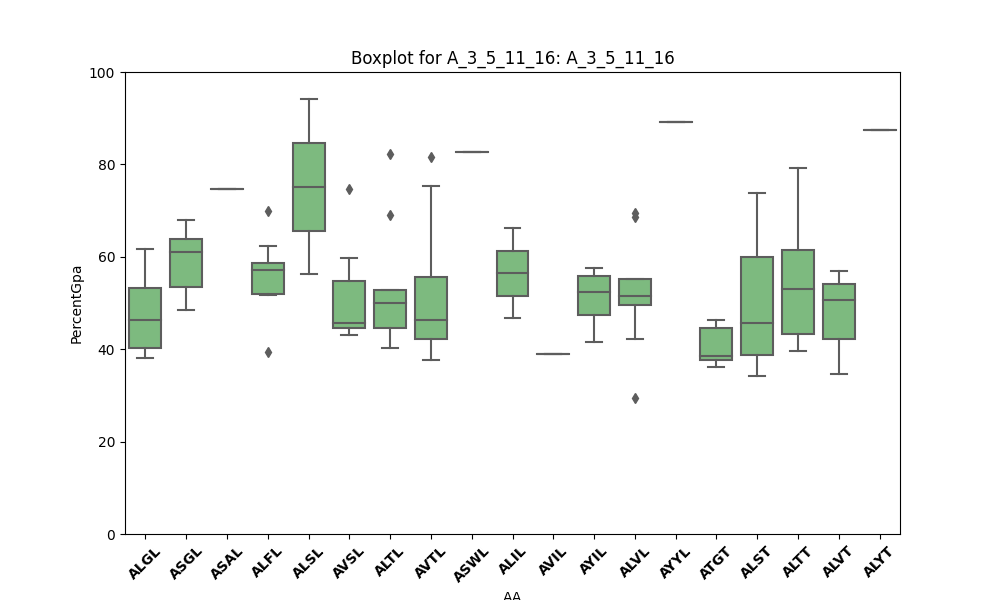 Boxplot for A_3_5_11_16: A_3_5_11_16
PercentGpa
100
80
60
40
20
0
ALGL ASGL ASAL ALFL ALSL AVSL ALTL AVTL ASWL ALIL AVIL AYIL ALVL AYYL ATGT ALST ALTT ALVT ALYT
AA